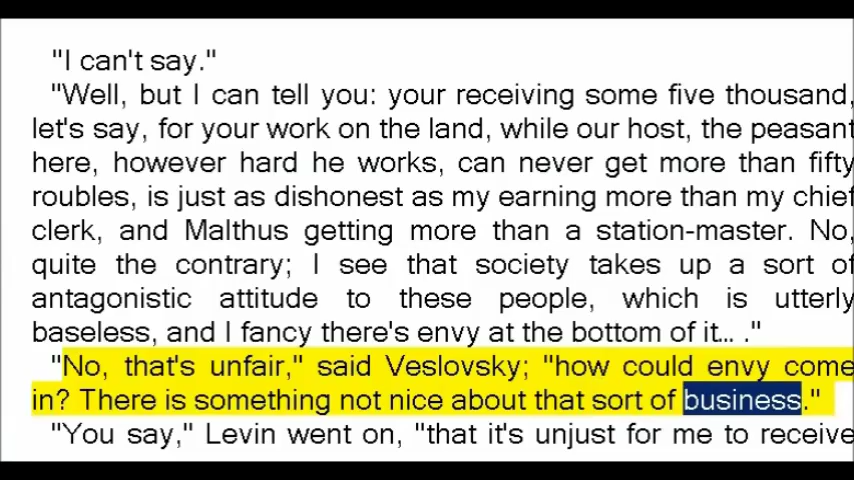 "I can't say."
"Well, but I can tell you: your receiving some five thousand,
let's say, for your work on the land, while our host, the peasant
here, however hard he works, can never get more than fifty
roubles, is just as dishonest as my earning more than my chief
clerk, and Malthus getting more than a station-master. No,
quite the contrary; I see that society takes up a sort of
antagonistic attitude to these people, which is utterly
baseless, and I fancy there's envy at the bottom of it... ."
"No, that's unfair," said Veslovsky; "how could envy come
in? There is something not nice about that sort of business."
"You say," Levin went on, "that it's unjust for me to receive